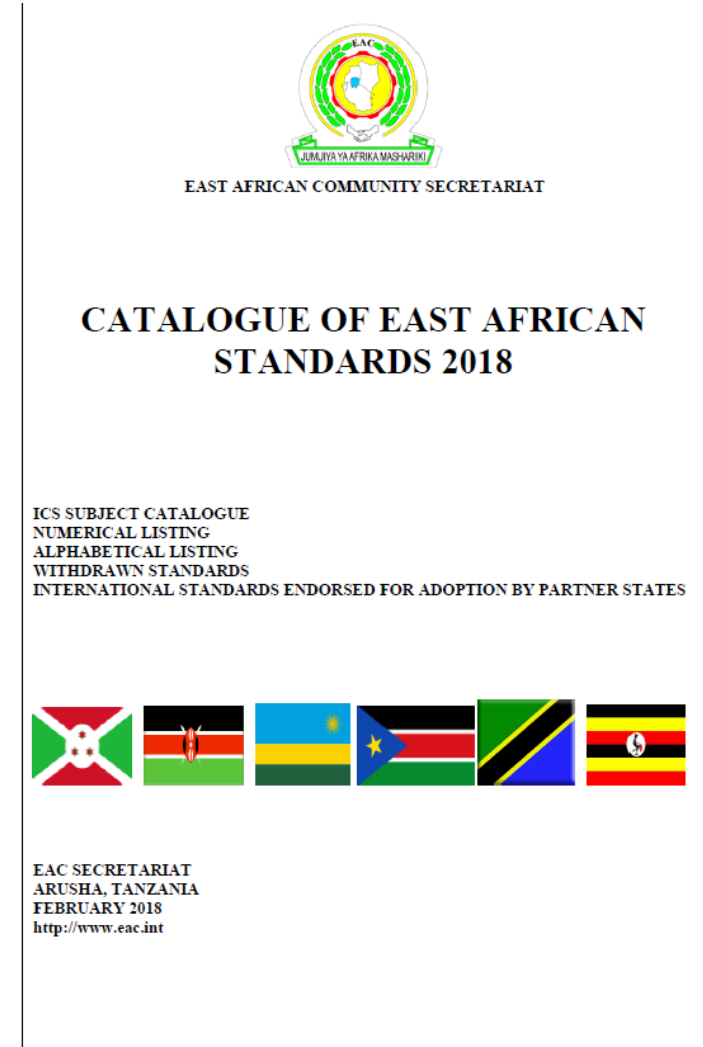 EAC
JUMUIYA YA AFRIKA MASHARIKI
EAST AFRICAN COMMUNITY SECRETARIAT
CATALOGUE OF EAST AFRICAN
STANDARDS 2018
ICS SUBJECT CATALOGUE
NUMERICAL LISTING
ALPHABETICAL LISTING
WITHDRAWN STANDARDS
INTERNATIONAL STANDARDS ENDORSED FOR ADOPTION BY PARTNER STATES
EAC SECRETARIAT
ARUSHA, TANZANIA
FEBRUARY 2018
http://www.eac.int